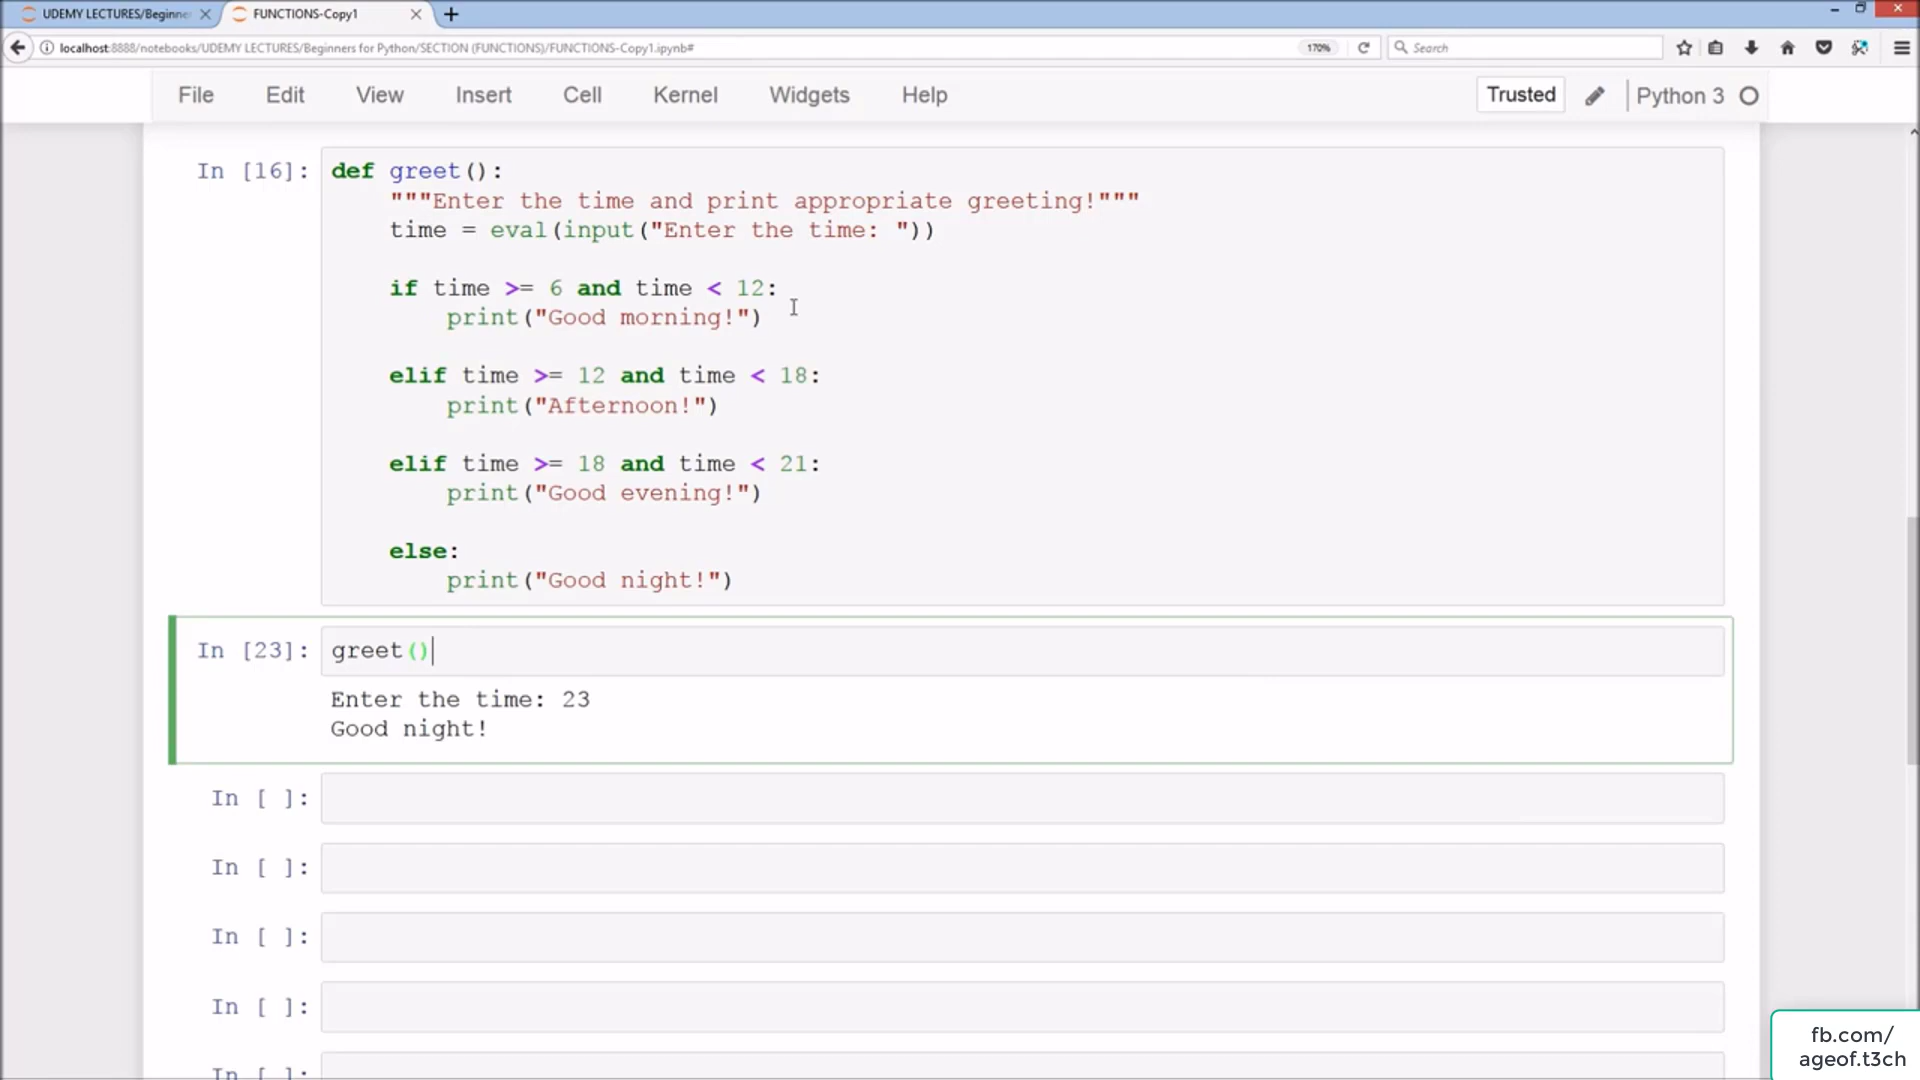 UDEMY LECTURES/Beginne
FUNCTIONS-Copy1
localhost:8888/notebooks/UDEMY LECTURES/Beginners for Python/SECTION (FUNCTIONS)/FUNCTIONS-Copy1.ipynb#
170%
Search
File Edit View Insert Cell Kernel Widgets Help
Trusted
Python 3
In [16]: def greet():
"""Enter the time and print appropriate greeting!"""
time = eval(input("Enter the time: "))
if time >= 6 and time < 12:
print("Good morning!")
elif time >= 12 and time < 18:
print("Afternoon!")
elif time >= 18 and time < 21:
print("Good evening!")
else:
print("Good night!")
In [23]: greet()
Enter the time: 23
Good night!
In [ ]:
In [ ]:
In [ ]:
In [ ]:
In [ ]:
fb.com/
ageof.t3ch